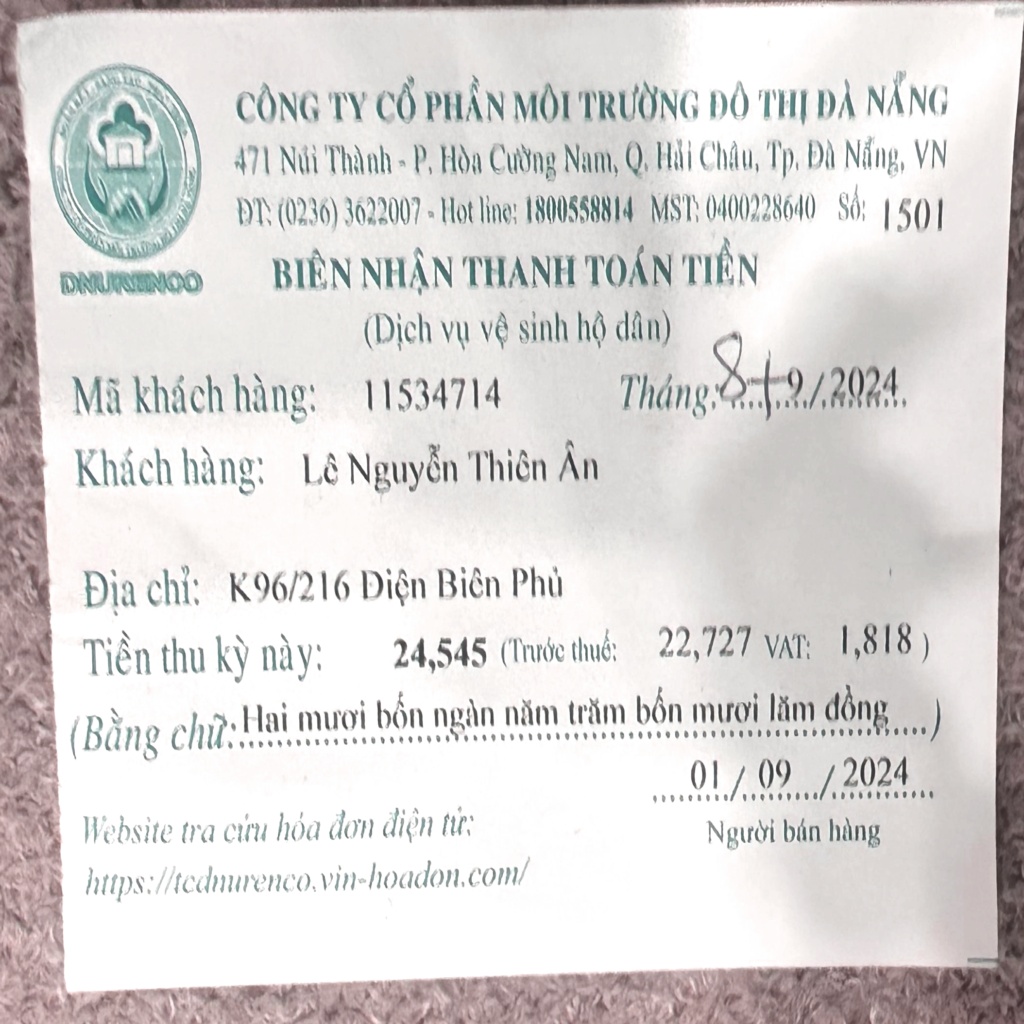 CÔNG TY CỔ PHẦN MÔI TRƯỜNG ĐÔ THỊ ĐÀ NẴNG
471 Núi Thành - P. Hòa Cường Nam, Q. Hải Châu, Tp. Đà Nẵng, VN
ĐT: (0236) 3622007 - Hot line: 1800558814 MST: 0400228640 Số: 1501
DNURENCO
BIÊN NHẬN THANH TOÁN TIỀN
(Dịch vụ vệ sinh hộ dân)
Mã khách hàng: 11534714 Tháng: 8+9/2024
Khách hàng: Lê Nguyễn Thiên Ân
Địa chỉ: K96/216 Điện Biên Phủ
Tiền thu kỳ này: 24,545 (Trước thuế: 22,727 VAT: 1,818 )
(Bằng chữ: Hai mươi bốn ngàn năm trăm bốn mươi lăm đồng )
01 / 09 / 2024
Người bán hàng
Website tra cứu hóa đơn điện tử:
https://tcdnurenco.vin-hoadon.com/